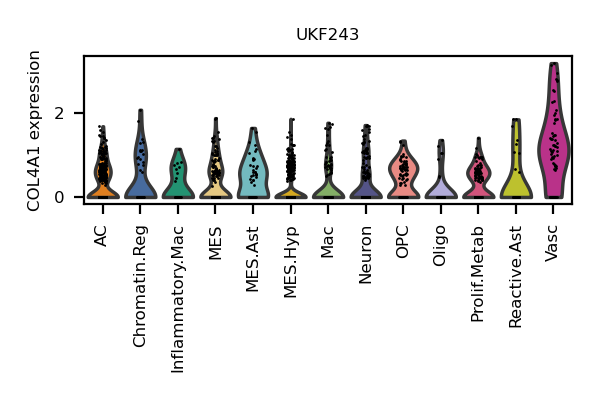 UKF243
COL4A1 expression
2
0
AC
Chromatin.Reg
Inflammatory.Mac
MES
MES.Ast
MES.Hyp
Mac
Neuron
OPC
Oligo
Prolif.Metab
Reactive.Ast
Vasc